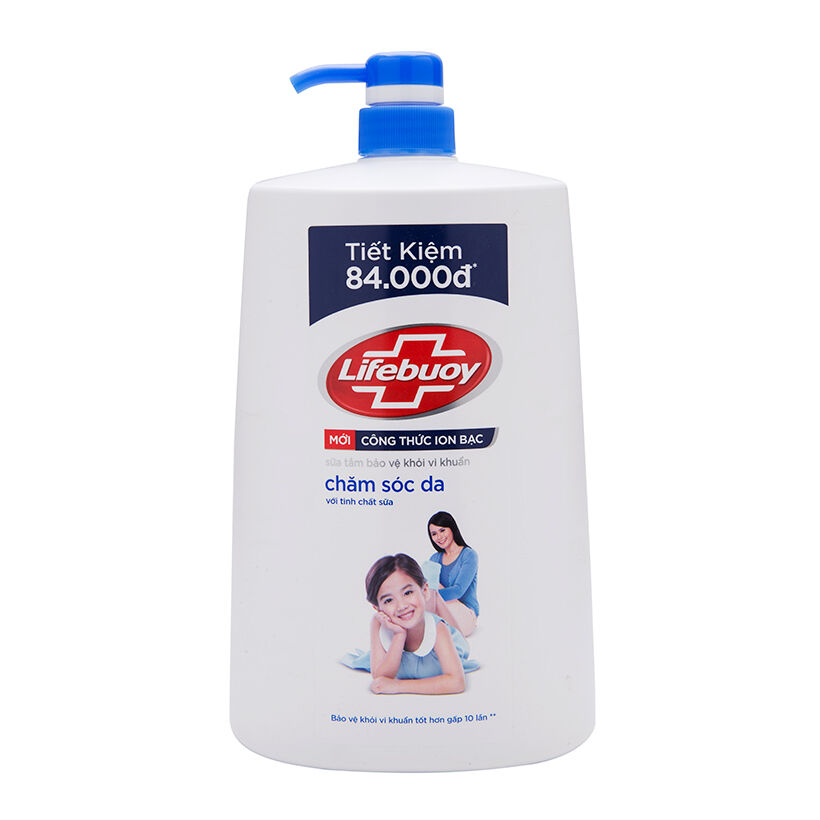 Tiết Kiệm
84.000đ*
Lifebuoy
MỚI CÔNG THỨC ION BẠC
sữa tắm bảo vệ khỏi vi khuẩn
chăm sóc da
với tinh chất sữa
Bảo vệ khỏi vi khuẩn tốt hơn gấp 10 lần **